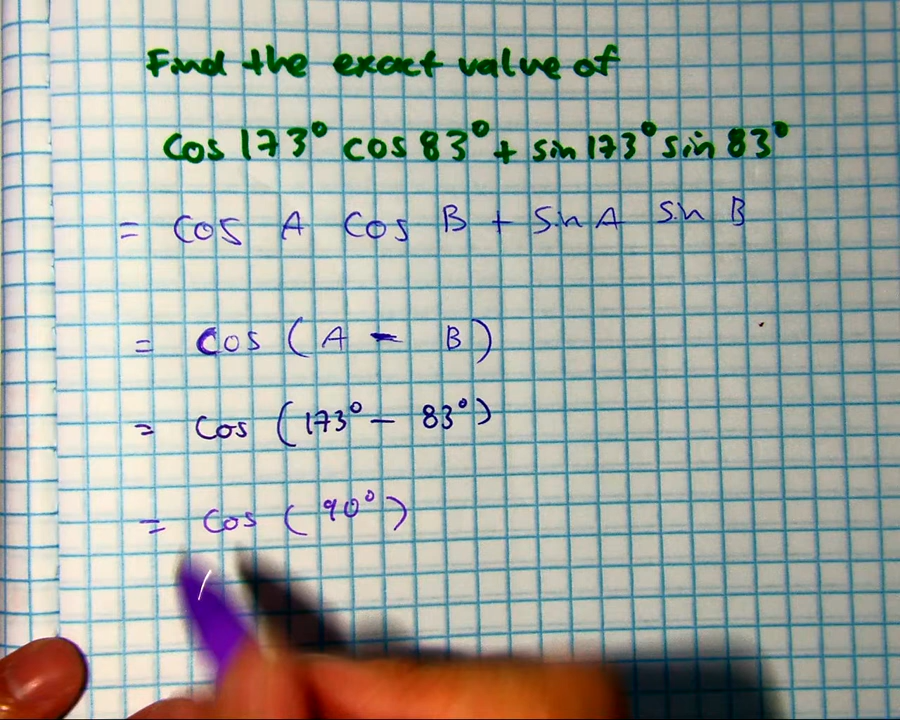 Find the exact value of
cos 173° cos 83° + sin 173° sin 83°
= cos A cos B + sin A sin B
= cos (A - B)
= cos (173° - 83°)
= cos (90°)